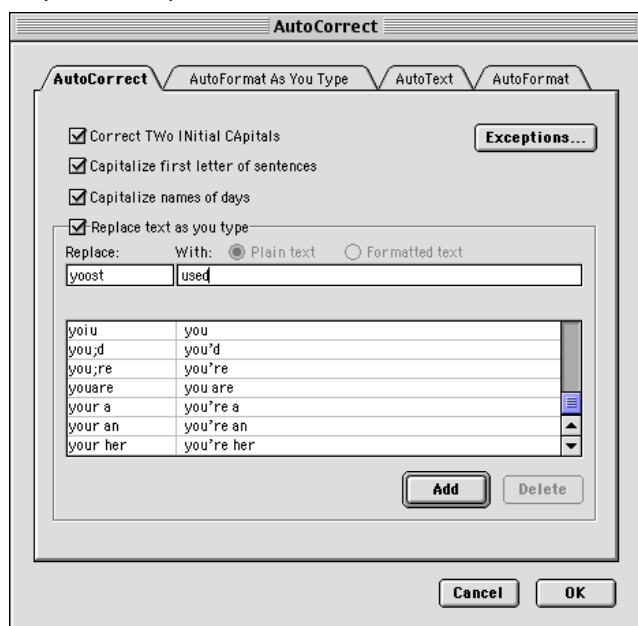 AutoCorrect
AutoCorrect AutoFormat As You Type AutoText AutoFormat
Correct TWo INitial CApitals Exceptions...
Capitalize first letter of sentences
Capitalize names of days
Replace text as you type
Replace: With: Plain text Formatted text
yoost used
yoiu you
you;d you'd
you;re you're
youare you are
your a you're a
your an you're an
your her you're her
Add Delete
Cancel OK